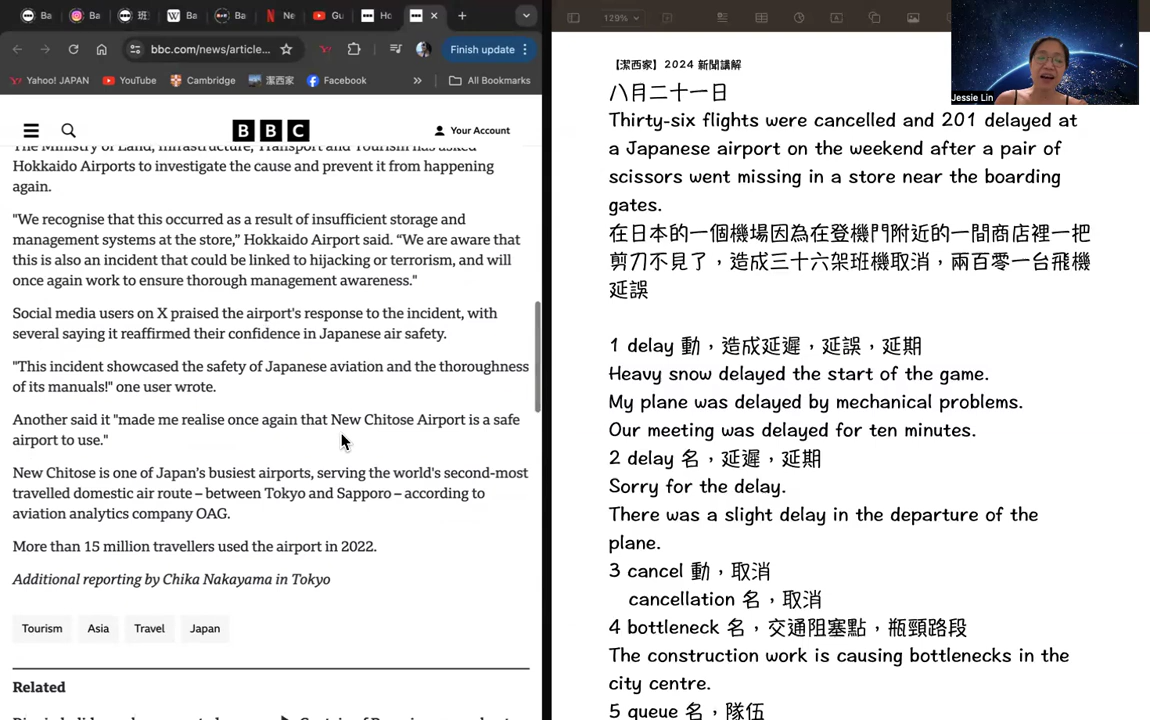 Ba
Ba
班
Ba
Ba
Ne
Gu
Ho
bbc.com/news/article...
Finish update
Yahoo! JAPAN
YouTube
Cambridge
潔西家
Facebook
All Bookmarks
BBC
Your Account
The Ministry of Land, Infrastructure, Transport and Tourism has asked
Hokkaido Airports to investigate the cause and prevent it from happening
again.
"We recognise that this occurred as a result of insufficient storage and
management systems at the store,” Hokkaido Airport said. “We are aware that
this is also an incident that could be linked to hijacking or terrorism, and will
once again work to ensure thorough management awareness."
Social media users on X praised the airport's response to the incident, with
several saying it reaffirmed their confidence in Japanese air safety.
"This incident showcased the safety of Japanese aviation and the thoroughness
of its manuals!" one user wrote.
Another said it "made me realise once again that New Chitose Airport is a safe
airport to use."
New Chitose is one of Japan’s busiest airports, serving the world's second-most
travelled domestic air route – between Tokyo and Sapporo – according to
aviation analytics company OAG.
More than 15 million travellers used the airport in 2022.
Additional reporting by Chika Nakayama in Tokyo
Tourism
Asia
Travel
Japan
Related
129%
Jessie Lin
【潔西家】2024 新聞講解
八月二十一日
Thirty-six flights were cancelled and 201 delayed at
a Japanese airport on the weekend after a pair of
scissors went missing in a store near the boarding
gates.
在日本的一個機場因為在登機門附近的一間商店裡一把
剪刀不見了，造成三十六架班機取消，兩百零一台飛機
延誤
1 delay 動，造成延遲，延誤，延期
Heavy snow delayed the start of the game.
My plane was delayed by mechanical problems.
Our meeting was delayed for ten minutes.
2 delay 名，延遲，延期
Sorry for the delay.
There was a slight delay in the departure of the
plane.
3 cancel 動，取消
cancellation 名，取消
4 bottleneck 名，交通阻塞點，瓶頸路段
The construction work is causing bottlenecks in the
city centre.
5 queue 名，隊伍